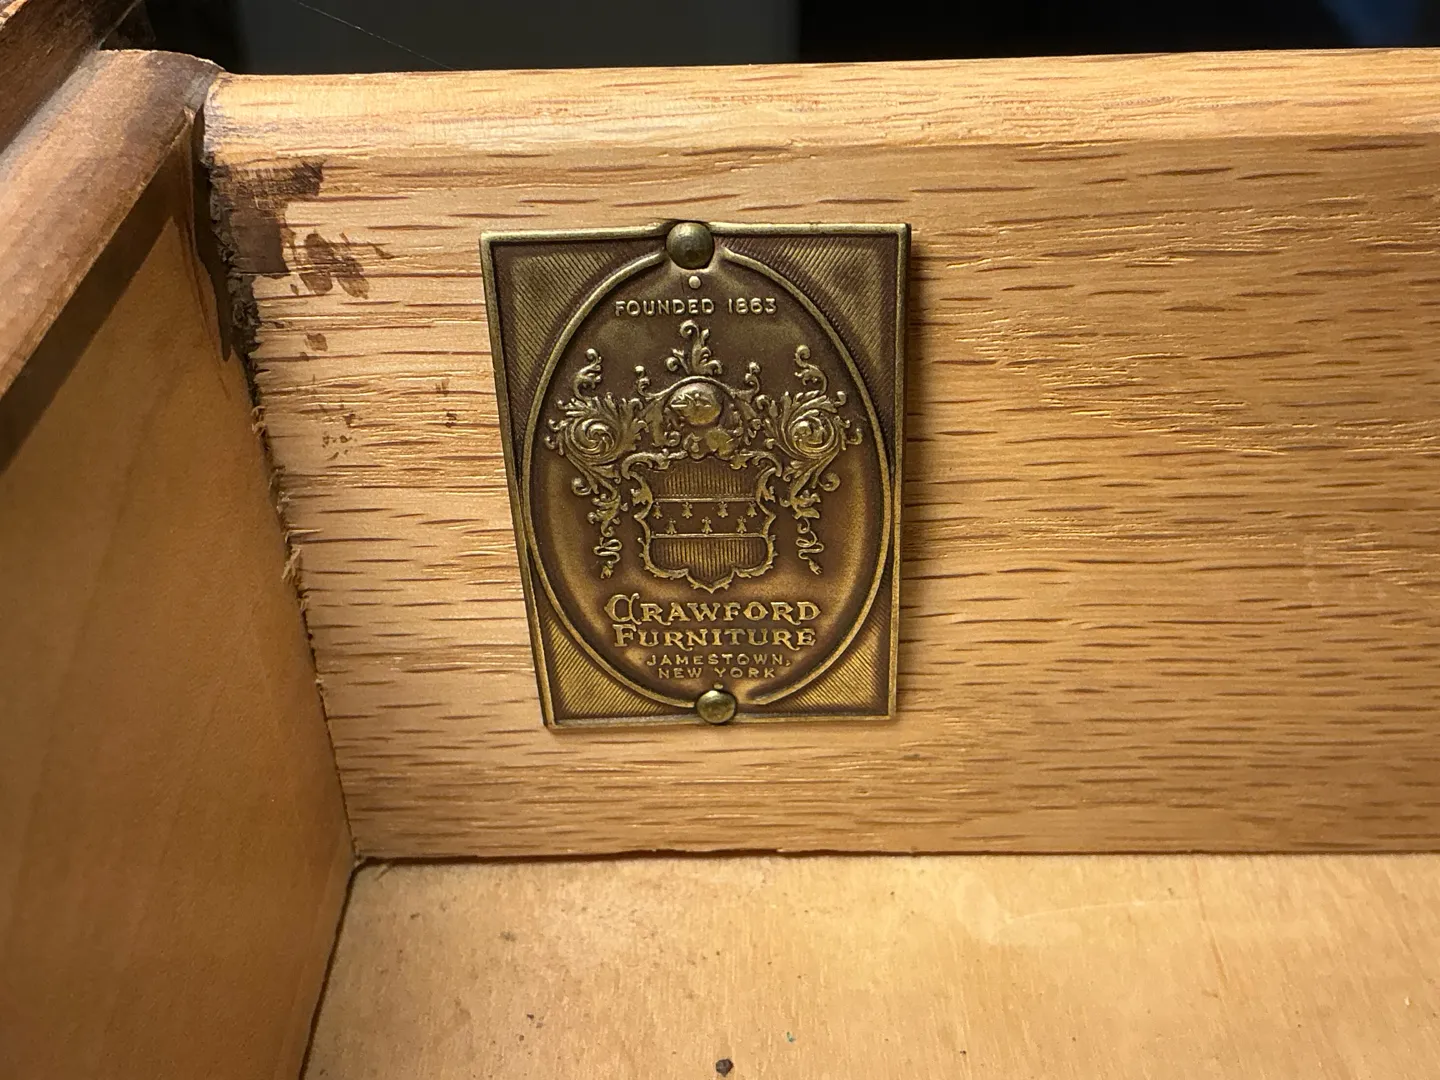 FOUNDED 1863
CRAWFORD
FURNITURE
JAMESTOWN,
NEW YORK